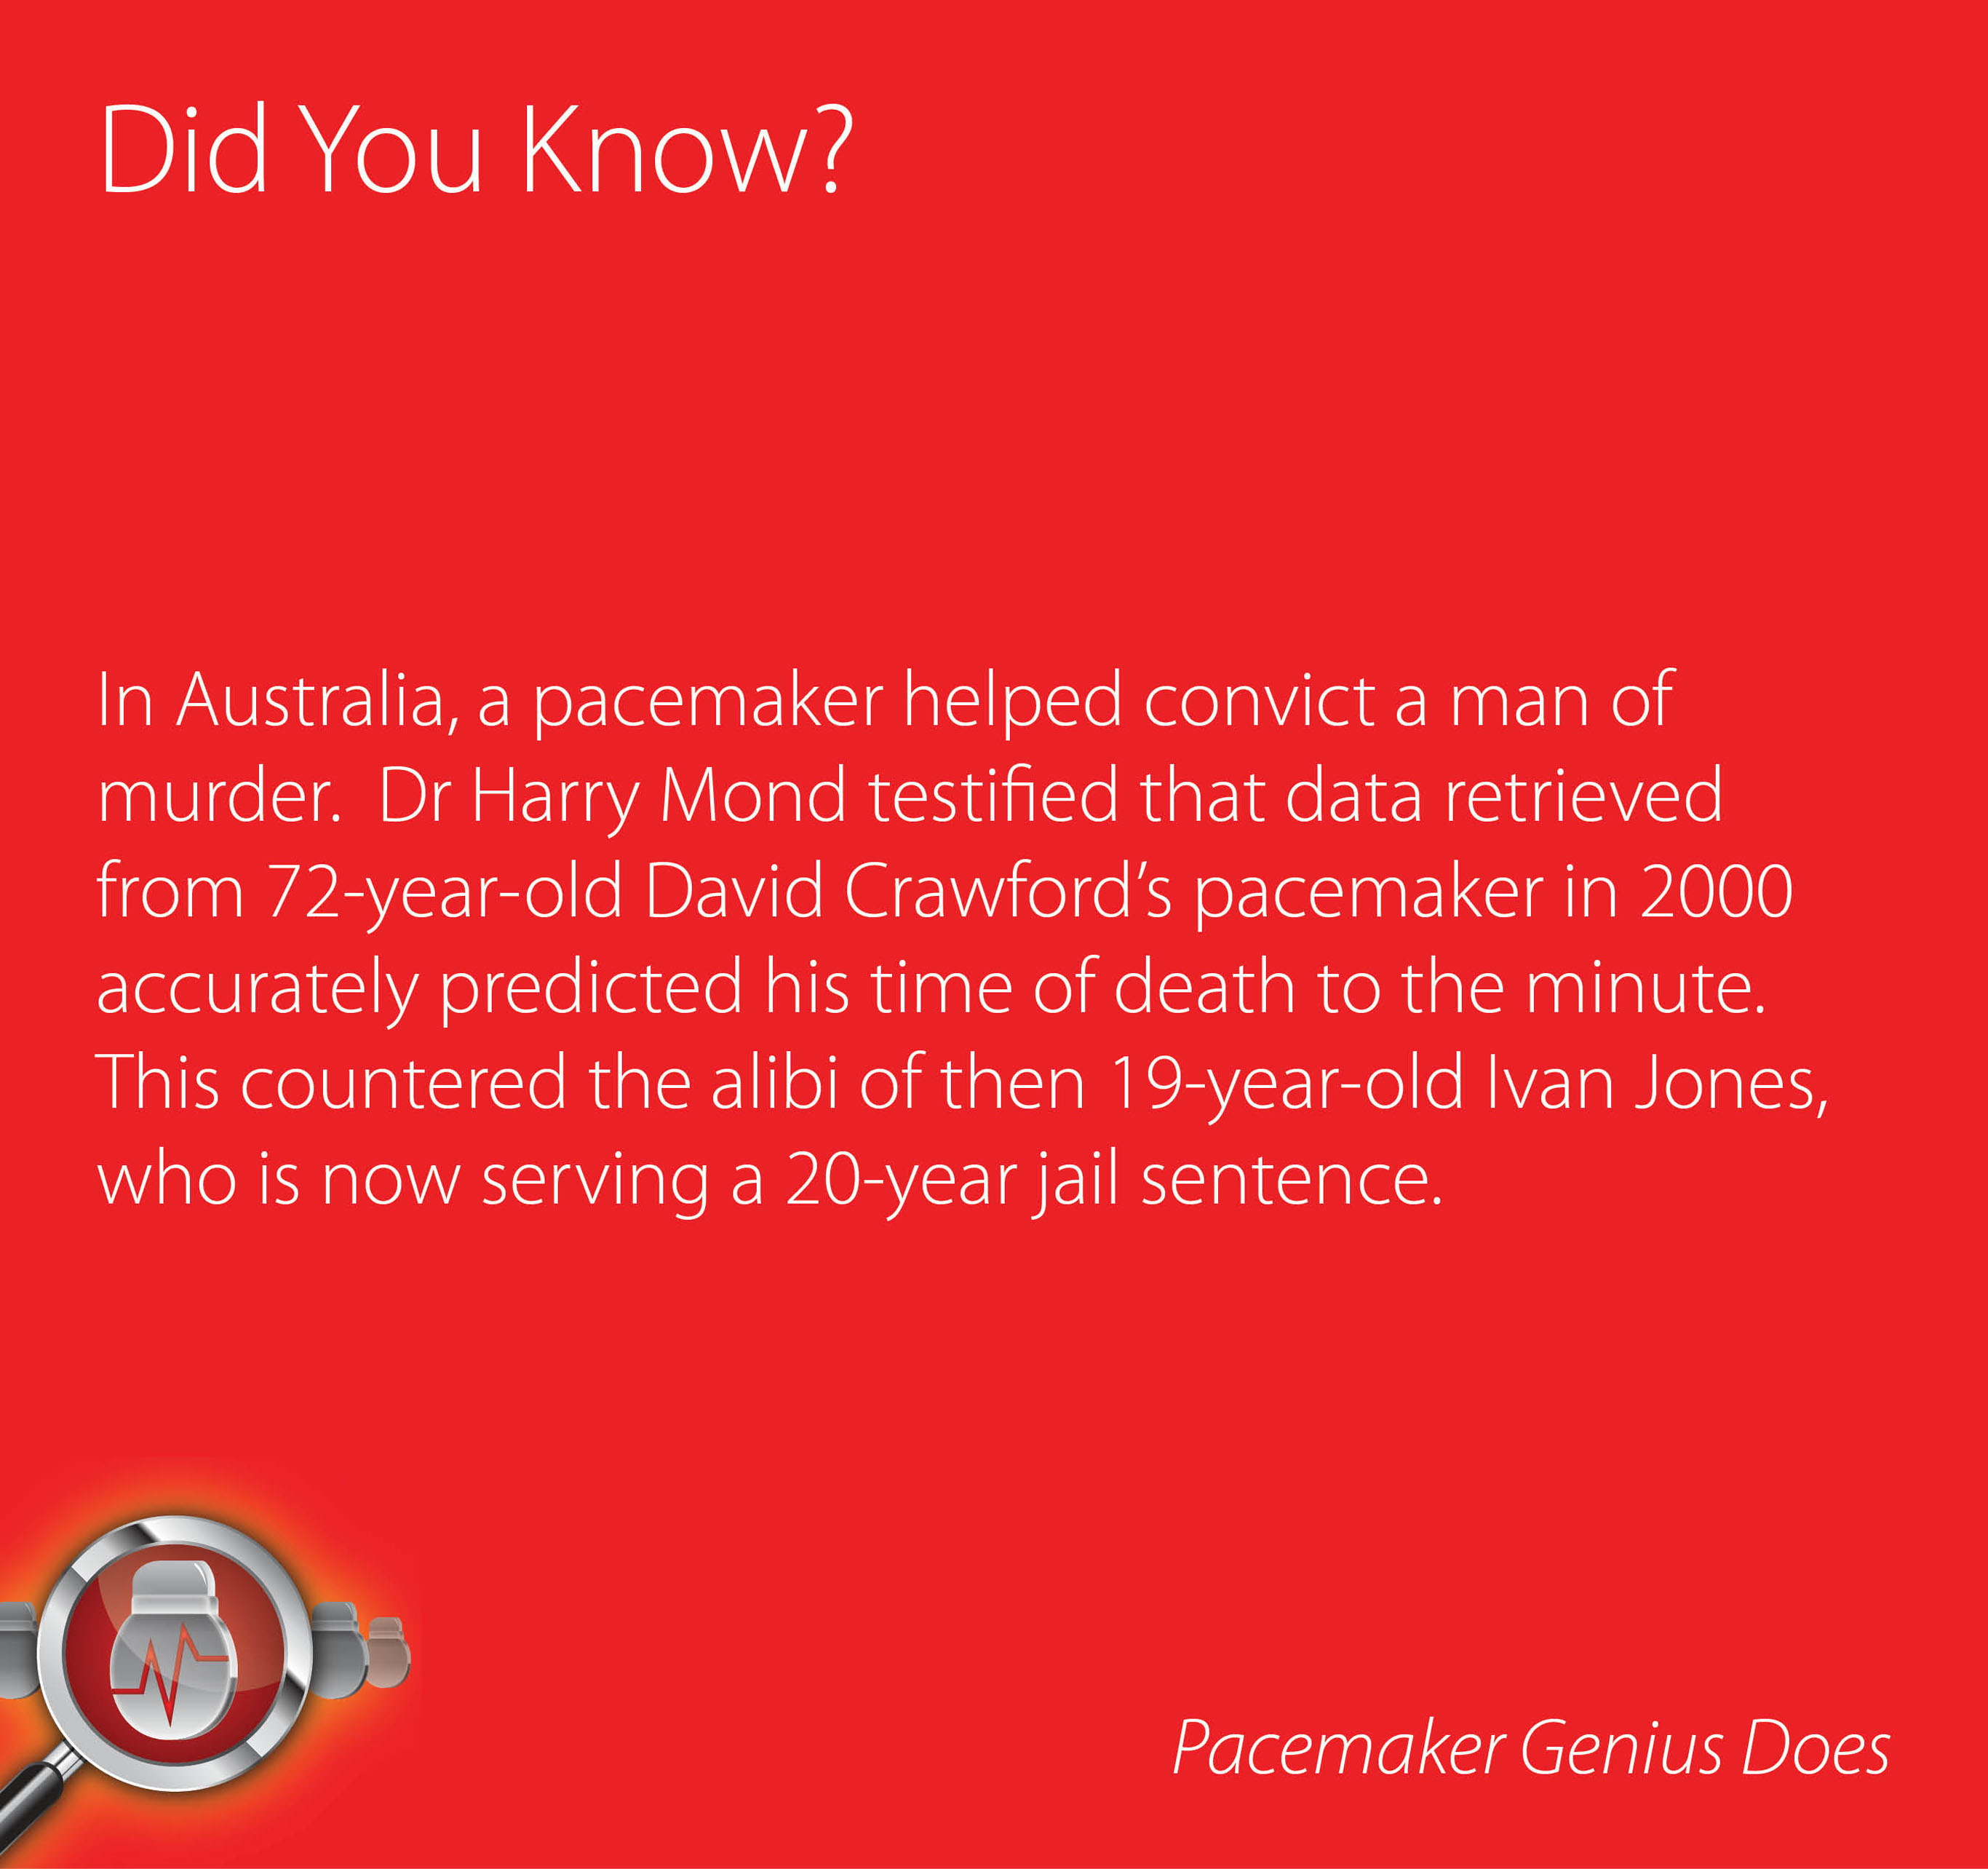 Did You Know?
In Australia, a pacemaker helped convict a man of
murder.  Dr Harry Mond testified that data retrieved
from 72-year-old David Crawford’s pacemaker in 2000
accurately predicted his time of death to the minute.
This countered the alibi of then 19-year-old Ivan Jones,
who is now serving a 20-year jail sentence.
Pacemaker Genius Does